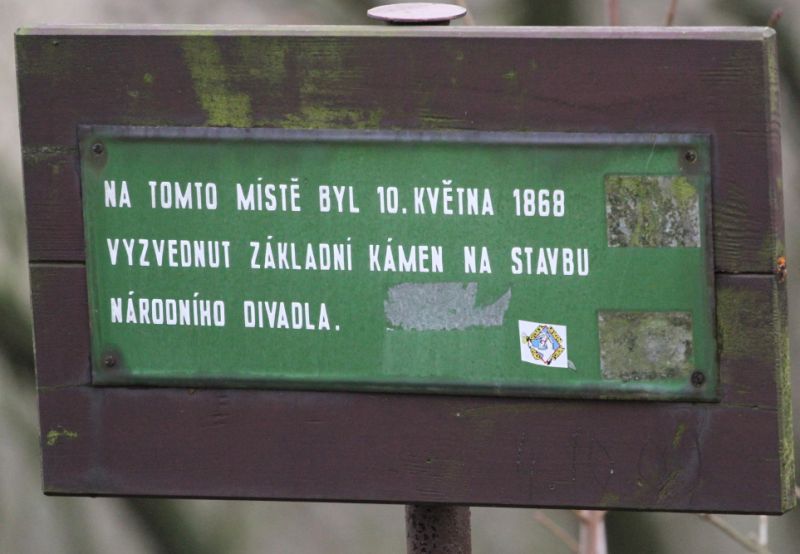 NA TOMTO MÍSTĚ BYL 10. KVĚTNA 1868
VYZVEDNUT ZÁKLADNÍ KÁMEN NA STAVBU
NÁRODNÍHO DIVADLA.